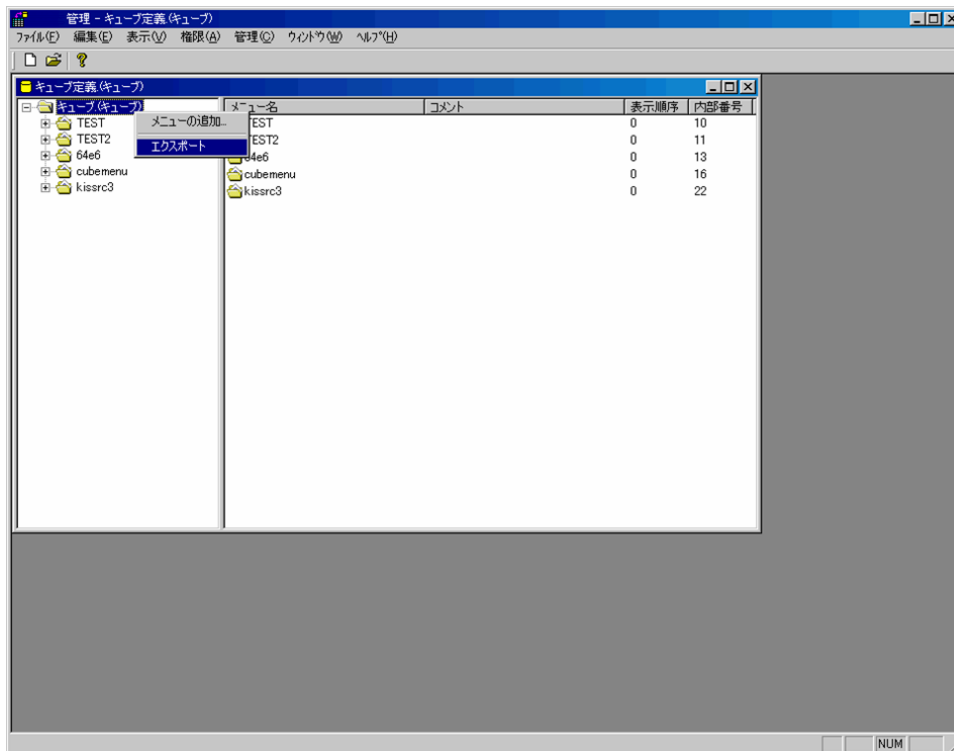 管理 - キューブ定義(キューブ)
ファイル(F) 編集(E) 表示(V) 権限(A) 管理(C) ウィンドウ(W) ヘルプ(H)
キューブ定義(キューブ)
キューブ(キューブ)
TEST
TEST2
64e6
cubemenu
kissrc3
メニューの追加...
エクスポート
メニュー名 コメント 表示順序 内部番号
TEST 0 10
TEST2 0 11
64e6 0 13
cubemenu 0 16
kissrc3 0 22
NUM